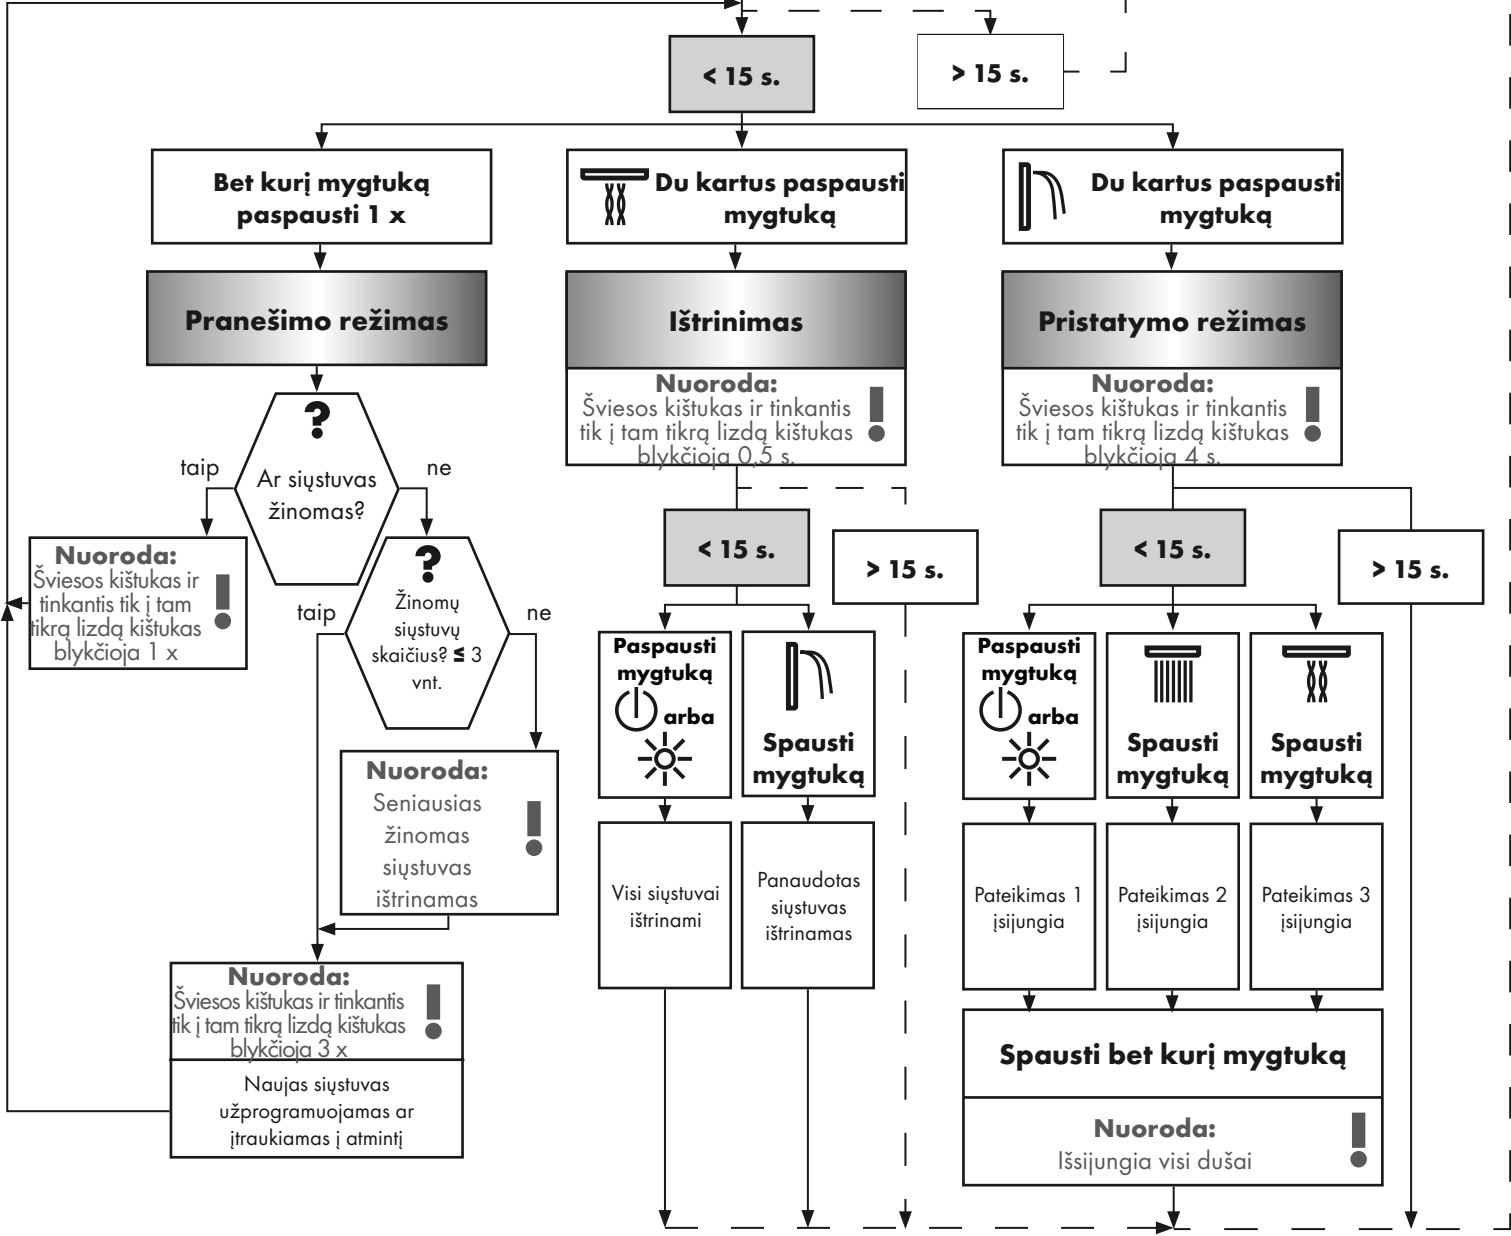 < 15 s.
> 15 s.
Bet kurį mygtuką
paspausti 1 x
Du kartus paspausti
mygtuką
Du kartus paspausti
mygtuką
Pranešimo režimas
Ištrinimas
Nuoroda:
Šviesos kištukas ir tinkantis
tik į tam tikrą lizdą kištukas
blykčioja 0,5 s.
Pristatymo režimas
Nuoroda:
Šviesos kištukas ir tinkantis
tik į tam tikrą lizdą kištukas
blykčioja 4 s.
?
Ar siųstuvas
žinomas?
taip
ne
Nuoroda:
Šviesos kištukas ir
tinkantis tik į tam
tikrą lizdą kištukas
blykčioja 1 x
?
Žinomų
siųstuvų
skaičius? ≤ 3
vnt.
taip
ne
Nuoroda:
Seniausias
žinomas
siųstuvas
ištrinamas
Nuoroda:
Šviesos kištukas ir tinkantis
tik į tam tikrą lizdą kištukas
blykčioja 3 x
Naujas siųstuvas
užprogramuojamas ar
įtraukiamas į atmintį
< 15 s.
> 15 s.
Paspausti
mygtuką
arba
Spausti
mygtuką
Visi siųstuvai
ištrinami
Panaudotas
siųstuvas
ištrinamas
< 15 s.
> 15 s.
Paspausti
mygtuką
arba
Spausti
mygtuką
Spausti
mygtuką
Pateikimas 1
įsijungia
Pateikimas 2
įsijungia
Pateikimas 3
įsijungia
Spausti bet kurį mygtuką
Nuoroda:
Išsijungia visi dušai